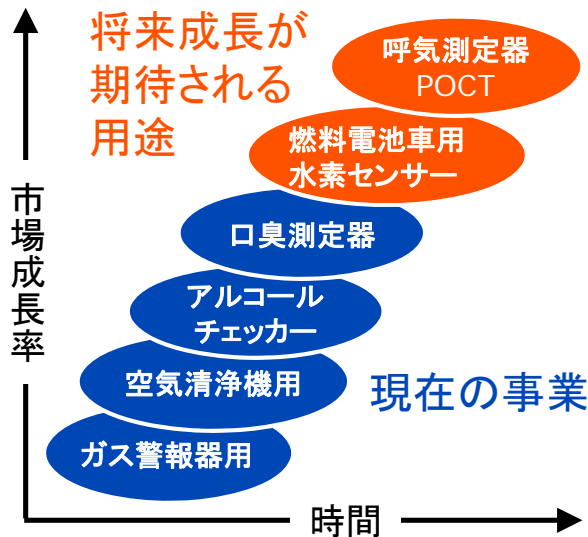 将来成長が
期待される
用途
呼気測定器
POCT
燃料電池車用
水素センサー
口臭測定器
アルコール
チェッカー
空気清浄機用
ガス警報器用
現在の事業
市場成長率
時間